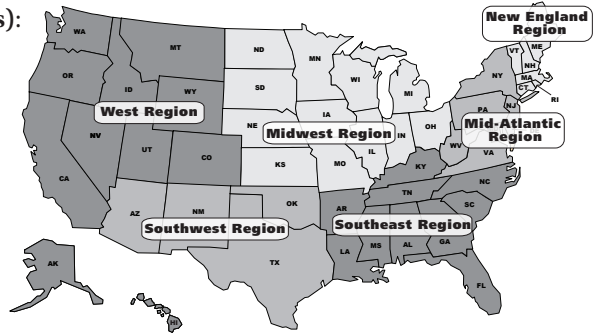 s):
New England
Region
WA
MT
ND
MN
VT
ME
NH
OR
ID
WY
SD
WI
MI
NY
MA
CT
RI
West Region
NE
IA
PA
NJ
Midwest Region
IN
OH
Mid-Atlantic
Region
NV
UT
CO
KS
MO
IL
WV
VA
KY
CA
AZ
NM
OK
AR
TN
NC
SC
Southwest Region
Southeast Region
TX
LA
MS
AL
GA
FL
AK
HI